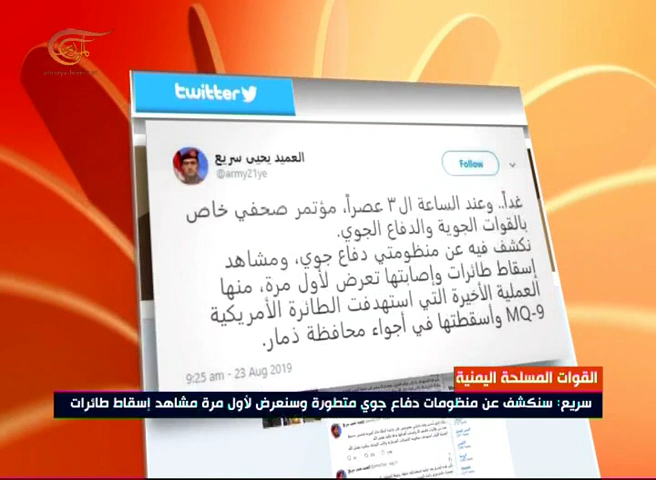 الميادين
twitter
العميد يحيى سريع
@army21ye
Follow
غداً.. وعند الساعة ال٣ عصراً، مؤتمر صحفي خاص
بالقوات الجوية والدفاع الجوي.
نكشف فيه عن منظومتي دفاع جوي، ومشاهد
إسقاط طائرات وإصابتها تعرض لأول مرة، منها
العملية الأخيرة التي استهدفت الطائرة الأمريكية
MQ-9 وأسقطتها في أجواء محافظة ذمار.
9:25 am - 23 Aug 2019
القوات المسلحة اليمنية
سريع: سنكشف عن منظومات دفاع جوي متطورة وسنعرض لأول مرة مشاهد إسقاط طائرات